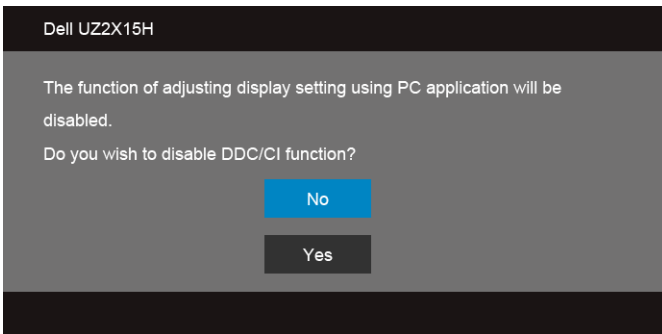 Dell UZ2X15H
The function of adjusting display setting using PC application will be
disabled.
Do you wish to disable DDC/CI function?
No
Yes